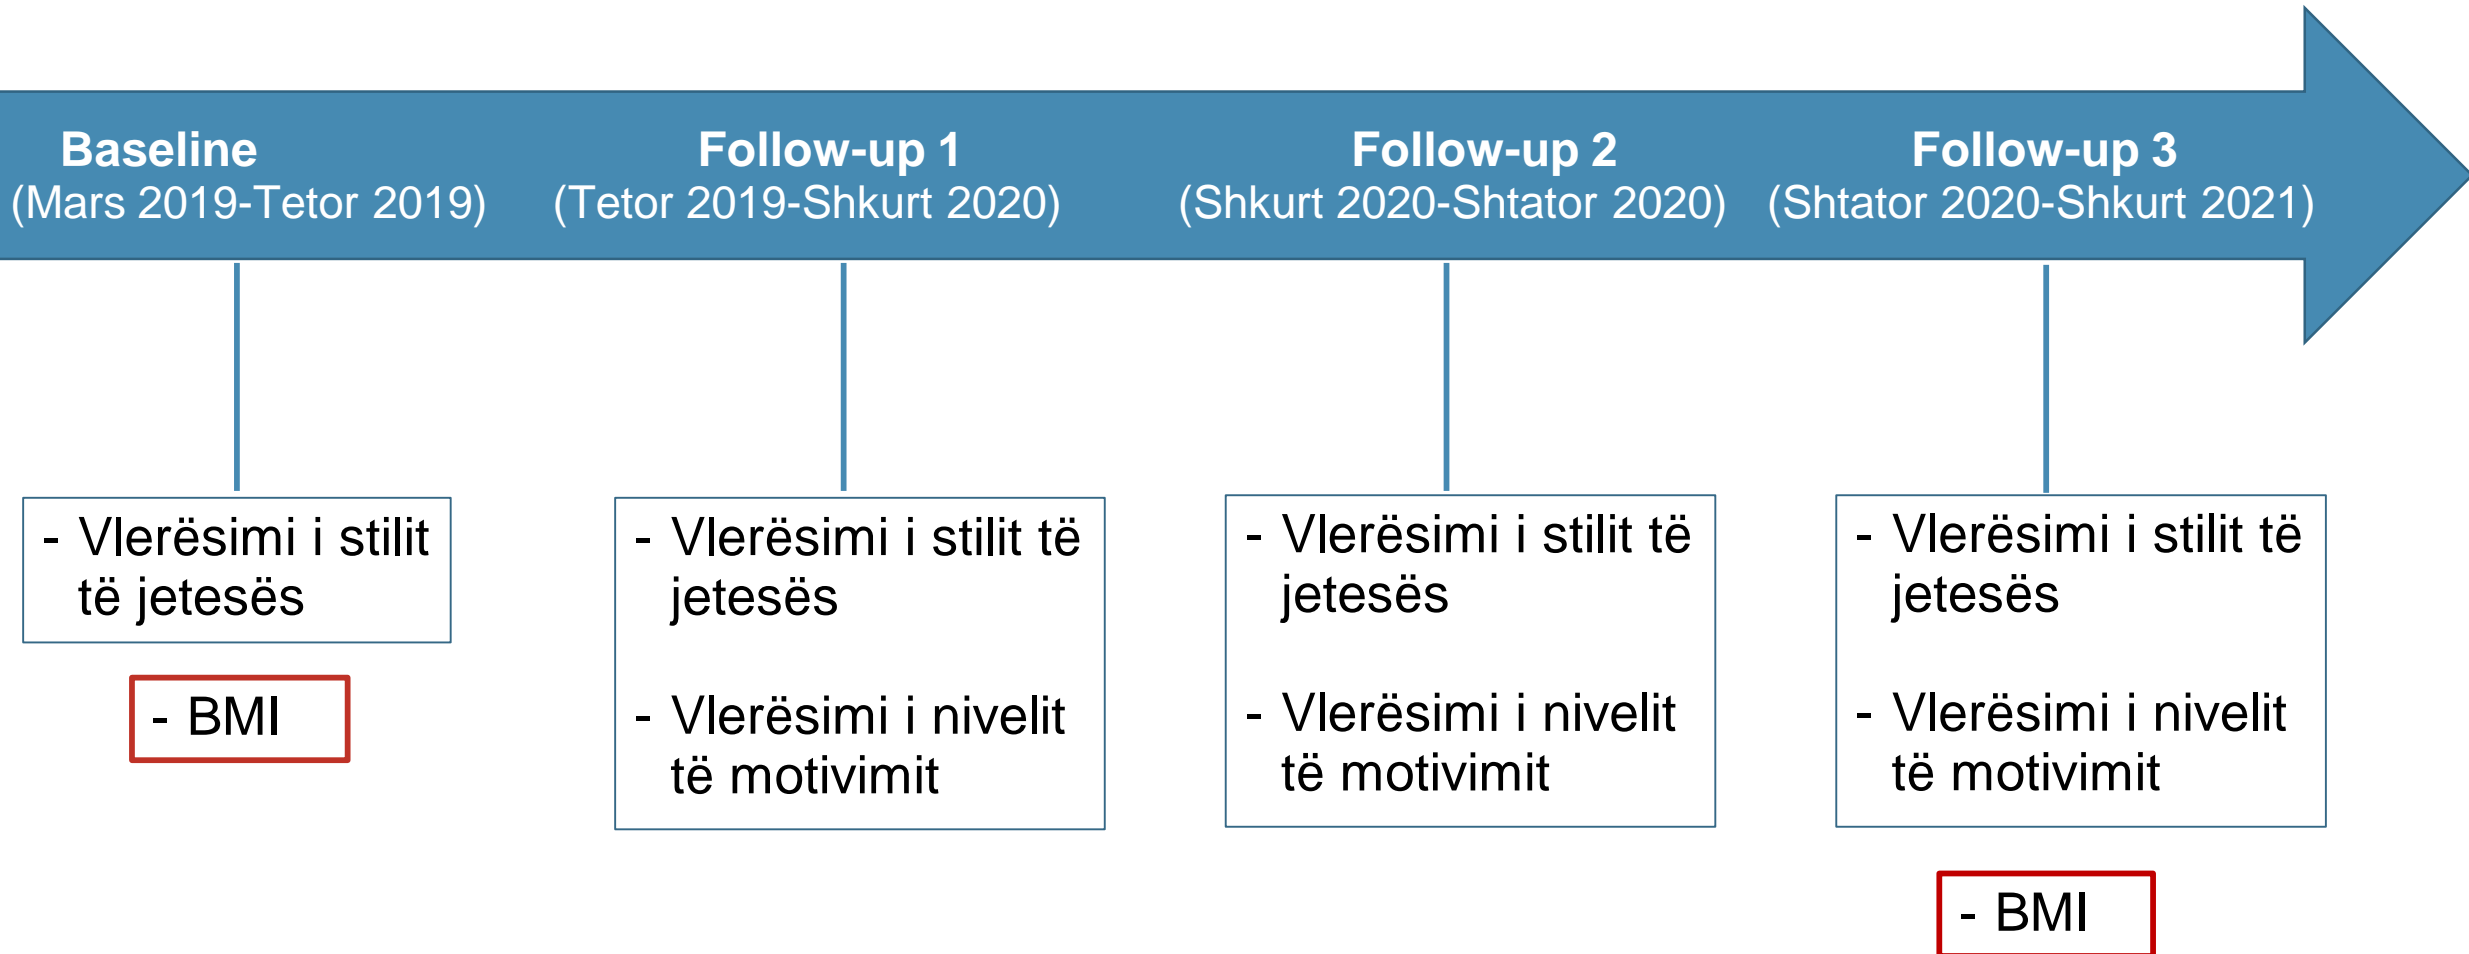 Baseline
(Mars 2019-Tetor 2019)
Follow-up 1
(Tetor 2019-Shkurt 2020)
Follow-up 2
(Shkurt 2020-Shtator 2020)
Follow-up 3
(Shtator 2020-Shkurt 2021)
- Vlerësimi i stilit
të jetesës
- BMI
- Vlerësimi i stilit të
jetesës
- Vlerësimi i nivelit
të motivimit
- Vlerësimi i stilit të
jetesës
- Vlerësimi i nivelit
të motivimit
- Vlerësimi i stilit të
jetesës
- Vlerësimi i nivelit
të motivimit
- BMI